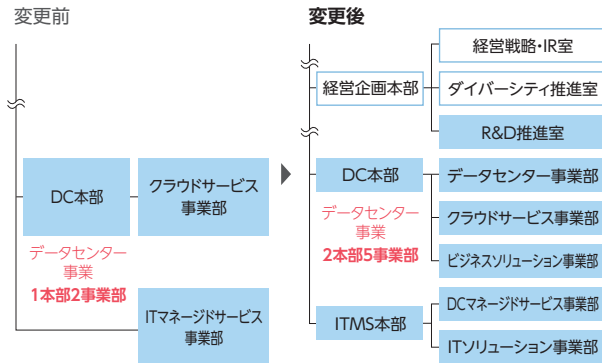 変更前
DC本部
クラウドサービス
事業部
データセンター
事業
1本部2事業部
ITマネージドサービス
事業部
変更後
経営企画本部
経営戦略・IR室
ダイバーシティ推進室
R&D推進室
DC本部
データセンター
事業
2本部5事業部
データセンター事業部
クラウドサービス事業部
ビジネスソリューション事業部
ITMS本部
DCマネージドサービス事業部
ITソリューション事業部